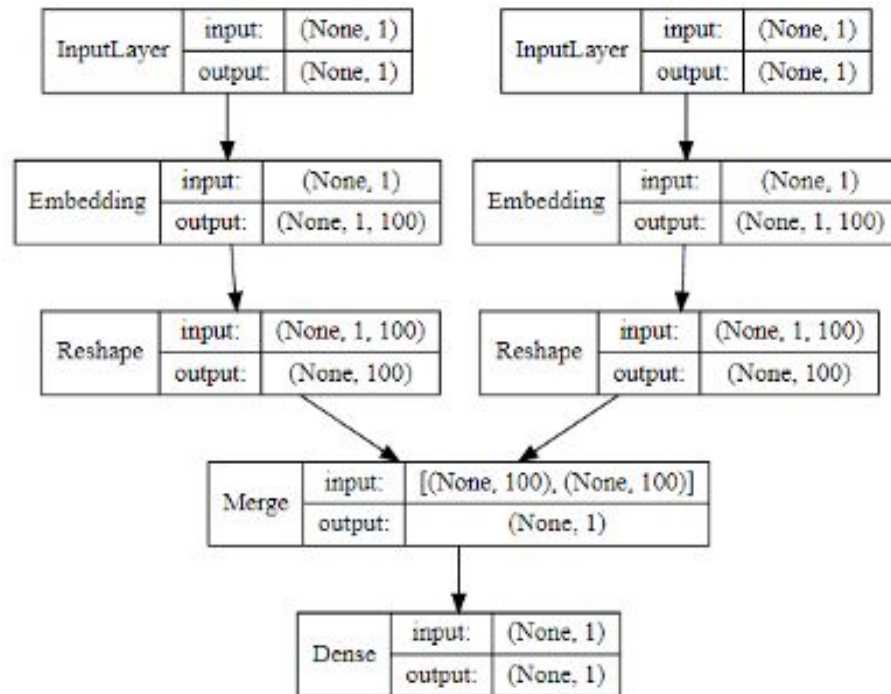 InputLayer input: (None, 1)
output: (None, 1)
InputLayer input: (None, 1)
output: (None, 1)
Embedding input: (None, 1)
output: (None, 1, 100)
Embedding input: (None, 1)
output: (None, 1, 100)
Reshape input: (None, 1, 100)
output: (None, 100)
Reshape input: (None, 1, 100)
output: (None, 100)
Merge input: [(None, 100), (None, 100)]
output: (None, 1)
Dense input: (None, 1)
output: (None, 1)